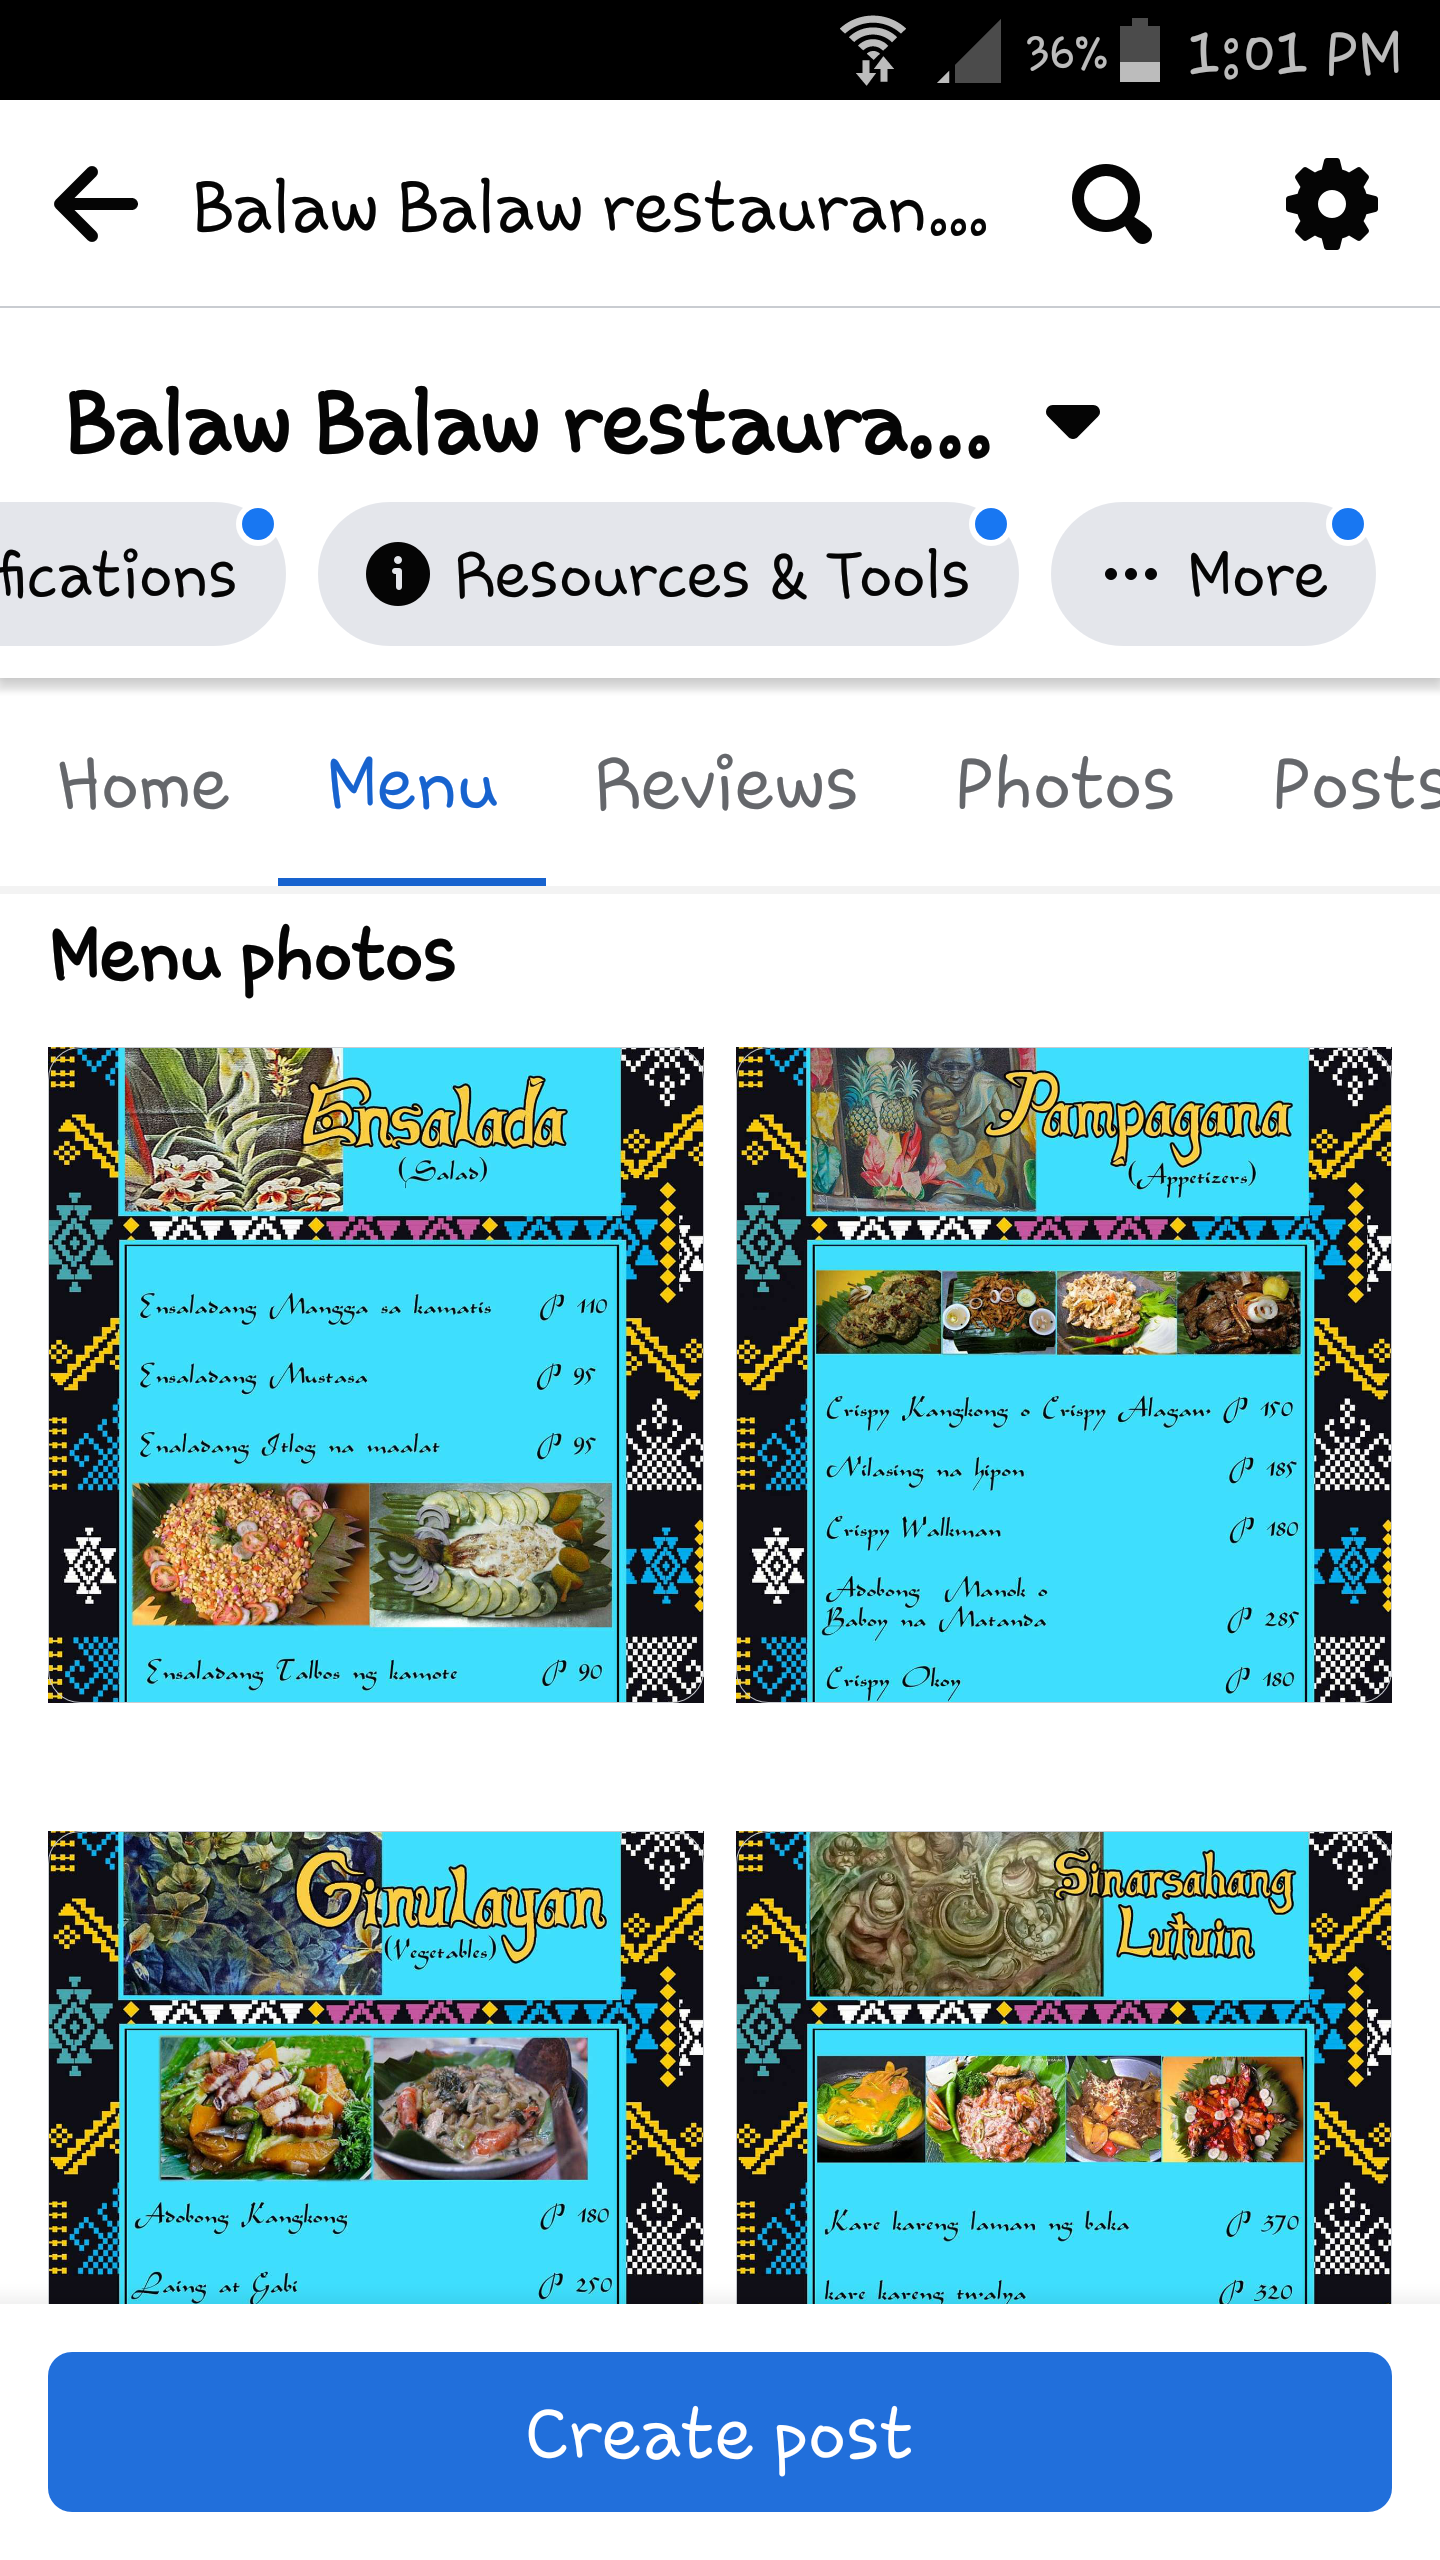 36% 1:01 PM
Balaw Balaw restauran...
Balaw Balaw restaura...
fications
Resources & Tools
More
Home Menu Reviews Photos Posts
Menu photos
Ensalada
(Salad)
Ensaladang Mangga sa kamatis P 110
Ensaladang Mustasa P 95
Enaladang Itlog na maalat P 95
Ensaladang Talbos ng kamote P 90
Pampagana
(Appetizers)
Crispy Kangkong o Crispy Alagaw P 150
Nilasing na hipon P 185
Crispy Walkman P 180
Adobong Manok o
Baboy na Matanda P 285
Crispy Okoy P 180
Ginulayan
(Vegetables)
Adobong Kangkong P 180
Laing at Gabi P 250
Sinarsahang
Lutuin
Kare kareng laman ng baka P 370
kare kareng twalya P 320
Create post